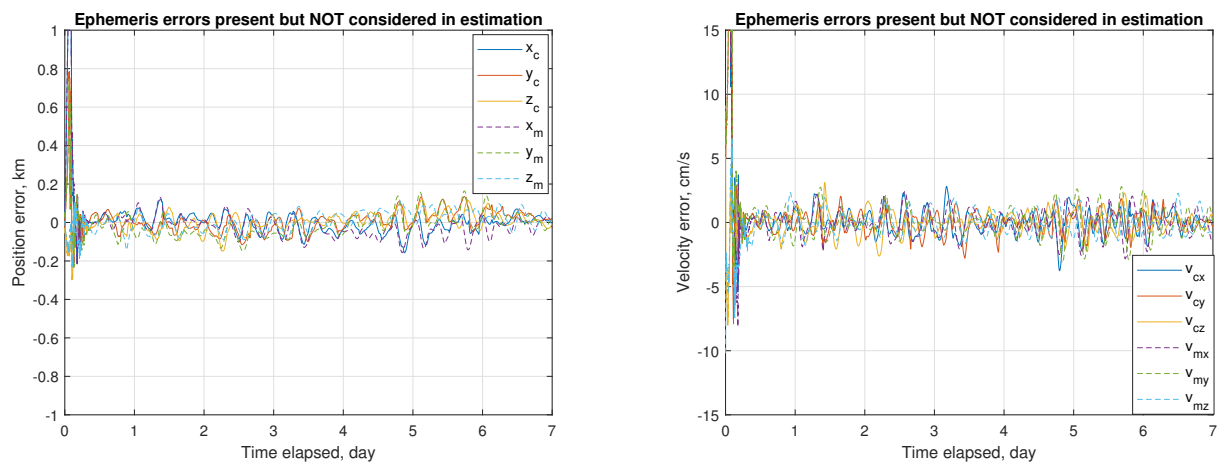 Ephemeris errors present but NOT considered in estimation
1
0.8
0.6
0.4
0.2
0
-0.2
-0.4
-0.6
-0.8
-1
Position error, km
0 1 2 3 4 5 6 7
Time elapsed, day
x_c
y_c
z_c
x_m
y_m
z_m
Ephemeris errors present but NOT considered in estimation
15
10
5
0
-5
-10
-15
Velocity error, cm/s
0 1 2 3 4 5 6 7
Time elapsed, day
v_cx
v_cy
v_cz
v_mx
v_my
v_mz